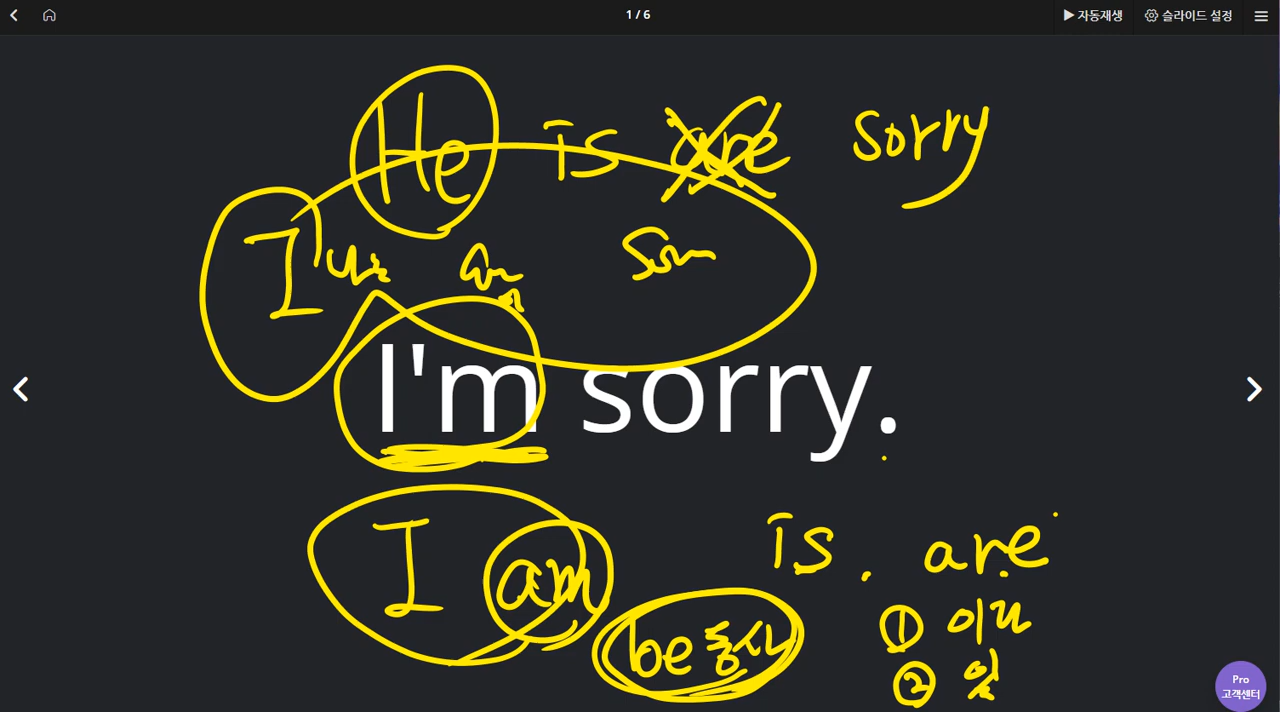 1 / 6
▶ 자동재생
슬라이드 설정
He is are sorry
I
I'm sorry.
I am
is, are
be동사
① 이다
②
Pro
고객센터